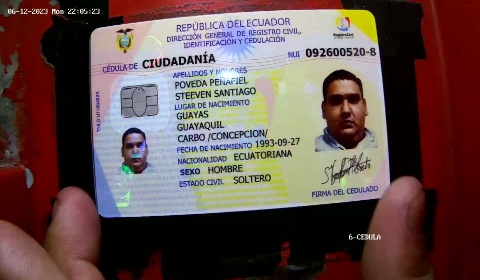 06-12-2023 Mon 22:05:23
REPÚBLICA DEL ECUADOR
DIRECCIÓN GENERAL DE REGISTRO CIVIL,
IDENTIFICACIÓN Y CEDULACIÓN
CÉDULA DE CIUDADANÍA
NUI 092600520-8
APELLIDOS Y NOMBRES
POVEDA PEÑAFIEL
STEEVEN SANTIAGO
LUGAR DE NACIMIENTO
GUAYAS
GUAYAQUIL
CARBO /CONCEPCION/
FECHA DE NACIMIENTO 1993-09-27
NACIONALIDAD ECUATORIANA
SEXO HOMBRE
ESTADO CIVIL SOLTERO
FIRMA DEL CEDULADO
6-CEDULA